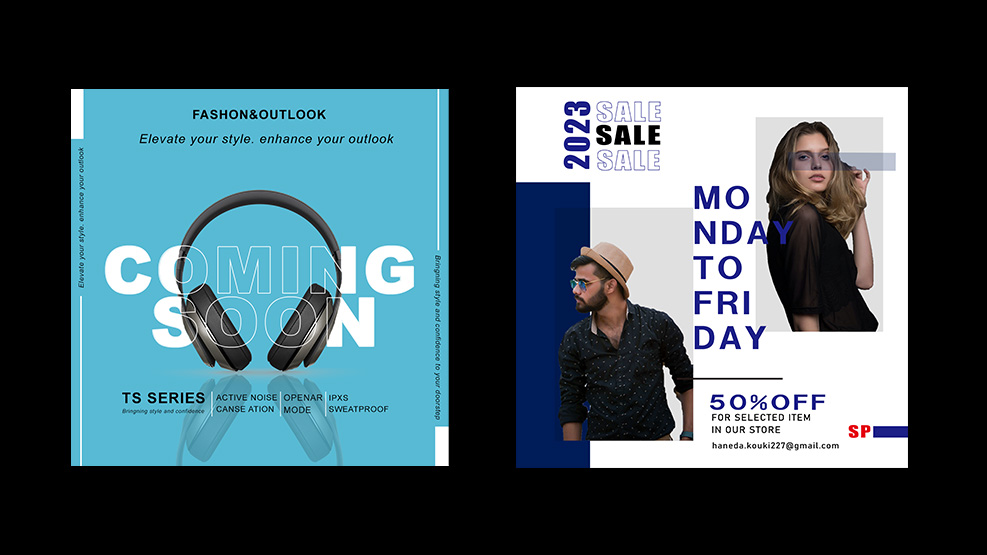 FASHON&OUTLOOK
Elevate your style. enhance your outlook
Elevate your style. enhance your outlook
COMING
SOON
Bringning style and confidence to your doorstep
TS SERIES
Bringning style and confidence
ACTIVE NOISE
CANSE ATION
OPENAR
MODE
IPXS
SWEATPROOF
2023
SALE
SALE
SALE
MO
NDAY
TO
FRI
DAY
50%OFF
FOR SELECTED ITEM
IN OUR STORE
haneda.kouki227@gmail.com
SP